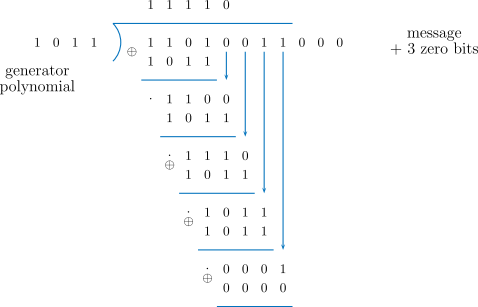 1 1 1 1 0
1 0 1 1
⊕ 1 1 0 1 0 0 1 1 0 0 0
message
+ 3 zero bits
generator
polynomial
1 0 1 1
· 1 1 0 0
1 0 1 1
⊕ · 1 1 1 0
1 0 1 1
⊕ · 1 0 1 1
1 0 1 1
⊕ · 0 0 0 1
0 0 0 0